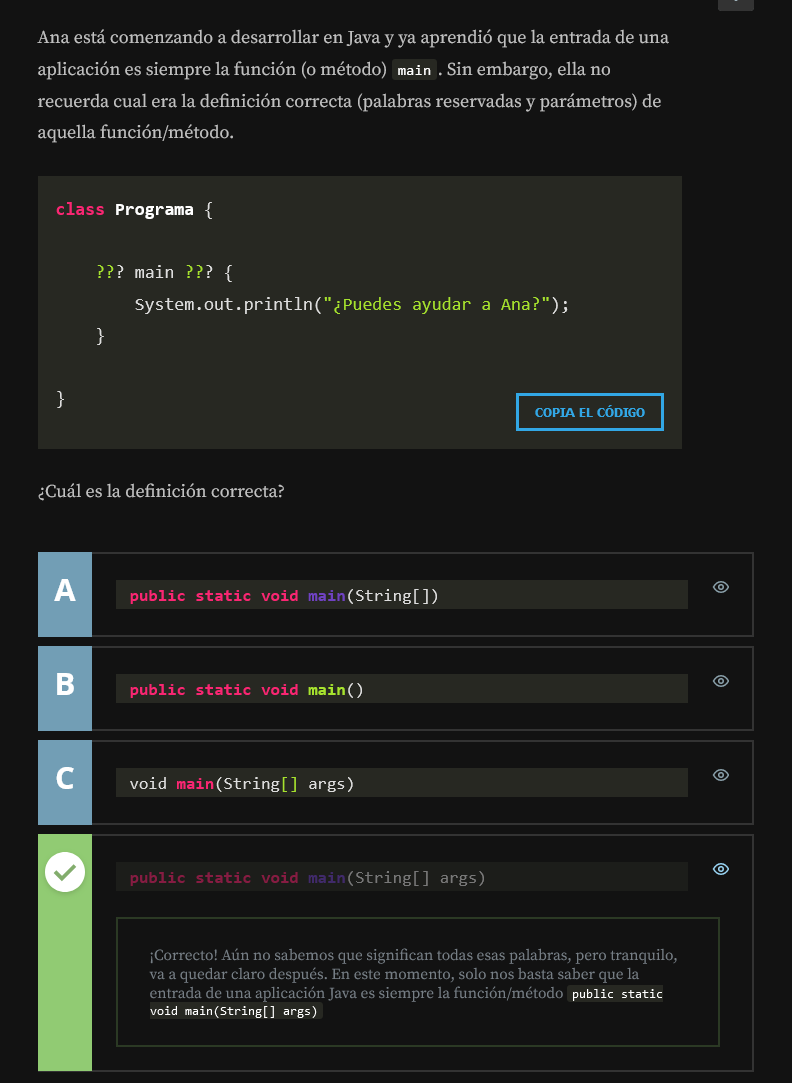 Ana está comenzando a desarrollar en Java y ya aprendió que la entrada de una
aplicación es siempre la función (o método) main. Sin embargo, ella no
recuerda cual era la definición correcta (palabras reservadas y parámetros) de
aquella función/método.
class Programa {
??? main ??? {
System.out.println("¿Puedes ayudar a Ana?");
}
}
COPIA EL CÓDIGO
¿Cuál es la definición correcta?
A
public static void main(String[])
B
public static void main()
C
void main(String[] args)
public static void main(String[] args)
¡Correcto! Aún no sabemos que significan todas esas palabras, pero tranquilo,
va a quedar claro después. En este momento, solo nos basta saber que la
entrada de una aplicación Java es siempre la función/método public static
void main(String[] args)